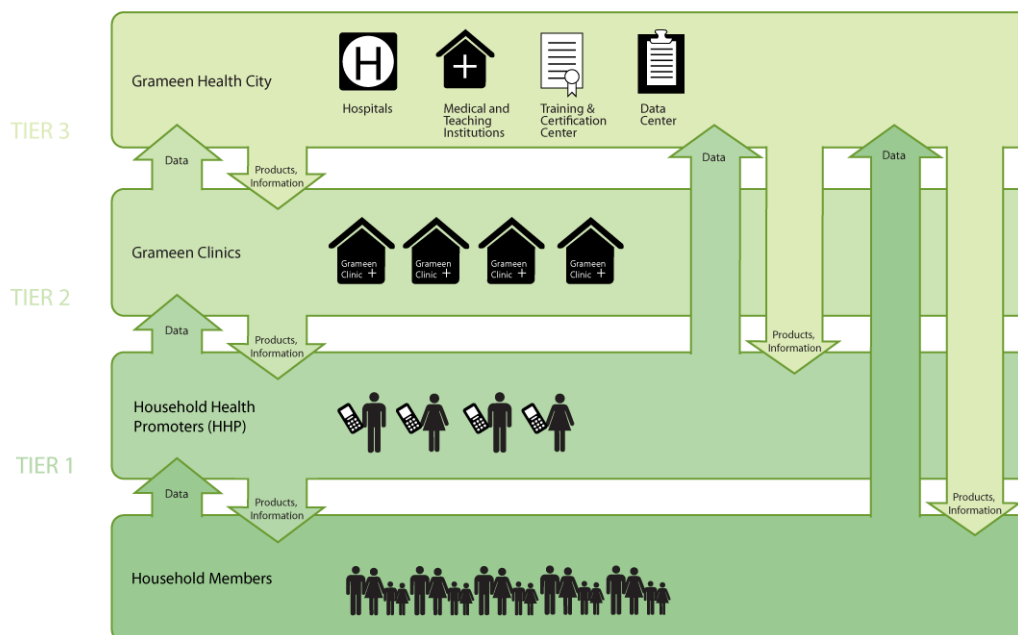 Grameen Health City
H
Hospitals
Medical and
Teaching
Institutions
Training &
Certification
Center
Data
Center
TIER 3
Data
Products,
Information
Data
Data
Grameen Clinics
Grameen
Clinic +
Grameen
Clinic +
Grameen
Clinic +
Grameen
Clinic +
TIER 2
Data
Products,
Information
Products,
Information
Household Health
Promoters (HHP)
TIER 1
Data
Products,
Information
Products,
Information
Household Members